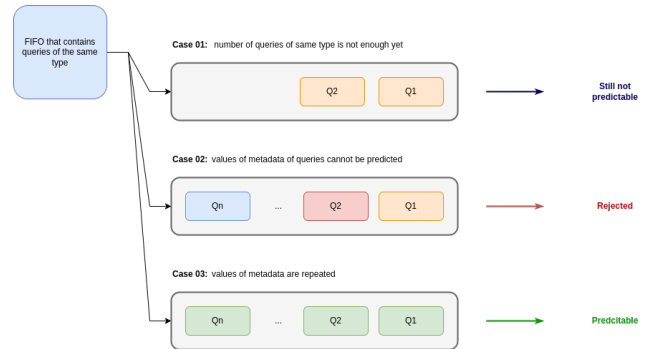 FIFO that contains
queries of the same
type
Case 01: number of queries of same type is not enough yet
Q2
Q1
Still not
predictable
Case 02: values of metadata of queries cannot be predicted
Qn
...
Q2
Q1
Rejected
Case 03: values of metadata are repeated
Qn
...
Q2
Q1
Predcitable